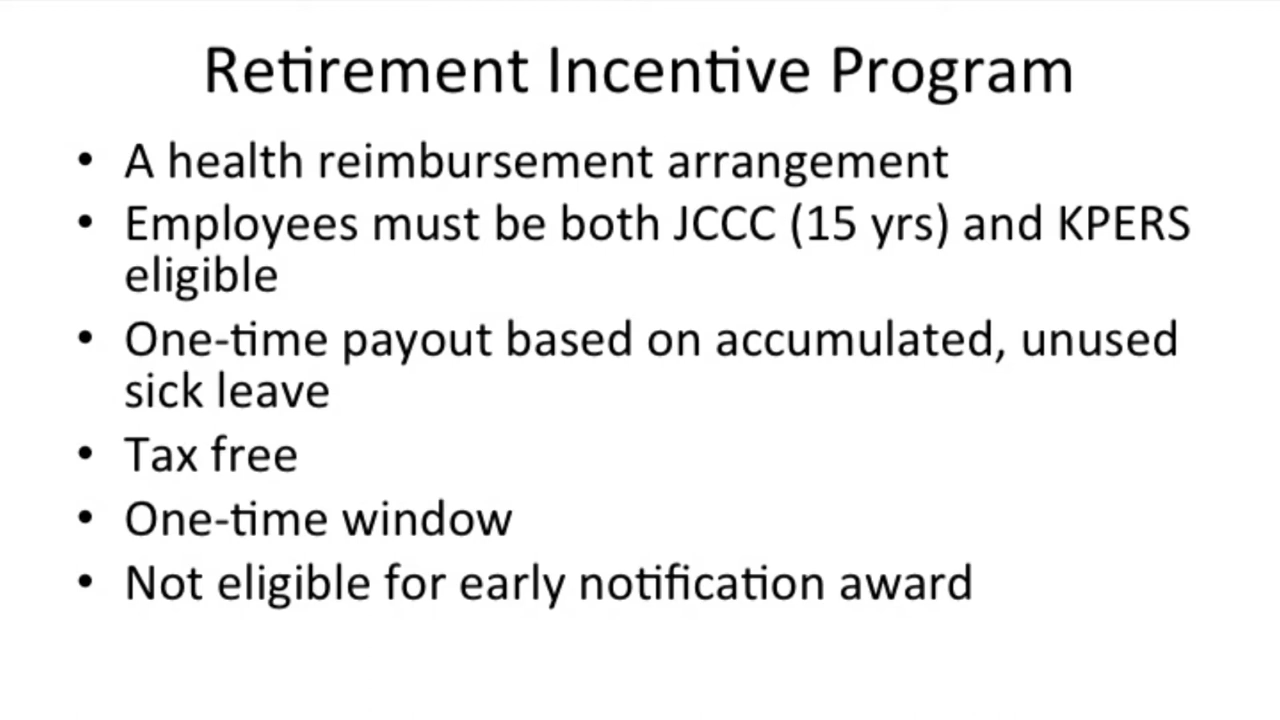 Retirement Incentive Program
• A health reimbursement arrangement
• Employees must be both JCCC (15 yrs) and KPERS
eligible
• One-time payout based on accumulated, unused
sick leave
• Tax free
• One-time window
• Not eligible for early notification award